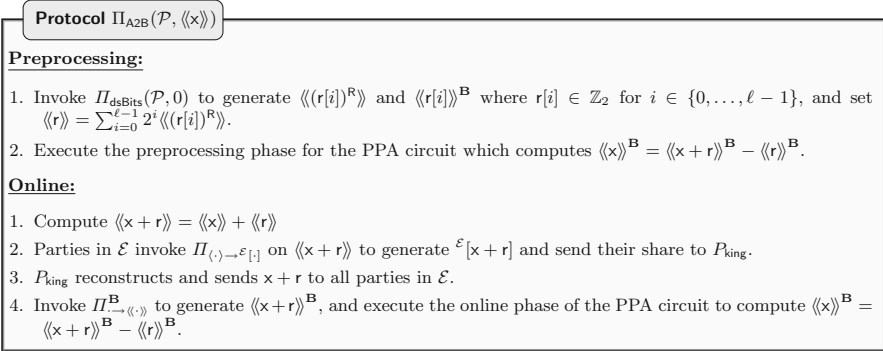 Protocol Π_A2B(𝒫, ⟪x⟫)
Preprocessing:
1. Invoke Π_dsBits(𝒫, 0) to generate ⟪(r[i])^R⟫ and ⟪r[i]⟫^B where r[i] ∈ ℤ_2 for i ∈ {0, . . . , ℓ − 1}, and set
⟪r⟫ = ∑_{i=0}^{ℓ−1} 2^i⟪(r[i])^R⟫.
2. Execute the preprocessing phase for the PPA circuit which computes ⟪x⟫^B = ⟪x + r⟫^B − ⟪r⟫^B.
Online:
1. Compute ⟪x + r⟫ = ⟪x⟫ + ⟪r⟫
2. Parties in ℰ invoke Π_{⟨·⟩→^ℰ[·]} on ⟪x + r⟫ to generate ^ℰ[x + r] and send their share to P_king.
3. P_king reconstructs and sends x + r to all parties in ℰ.
4. Invoke Π^B_{·→⟪·⟫} to generate ⟪x+r⟫^B, and execute the online phase of the PPA circuit to compute ⟪x⟫^B =
⟪x + r⟫^B − ⟪r⟫^B.